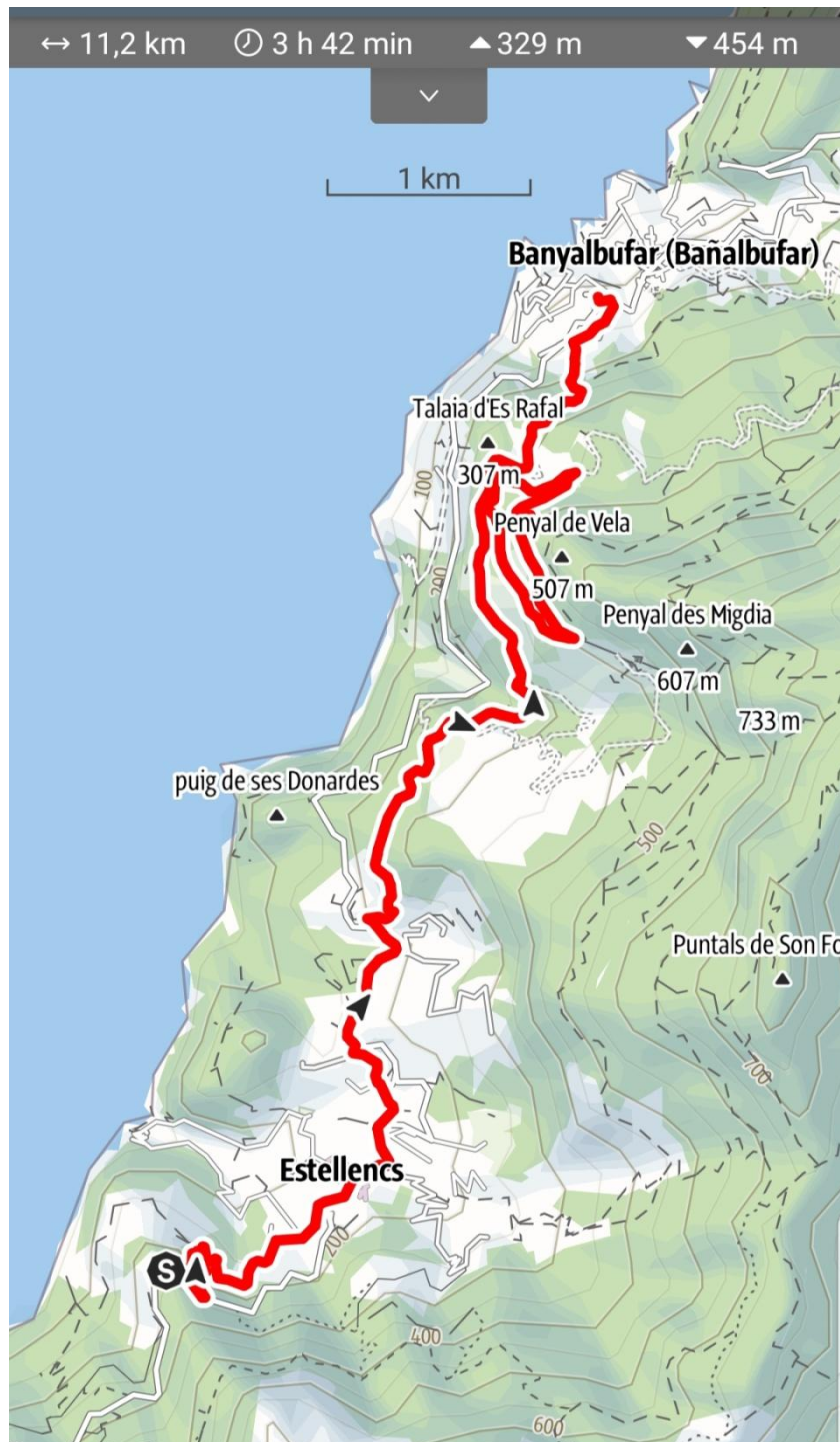 11,2 km 3 h 42 min 329 m 454 m
1 km
Banyalbufar (Bañalbufar)
Talaia d'Es Rafal
307 m
100
Penyal de Vela
200
507 m
Penyal des Migdia
607 m
733 m
puig de ses Donardes
500
Puntals de Son Fo
700
Estellencs
200
S
400
600